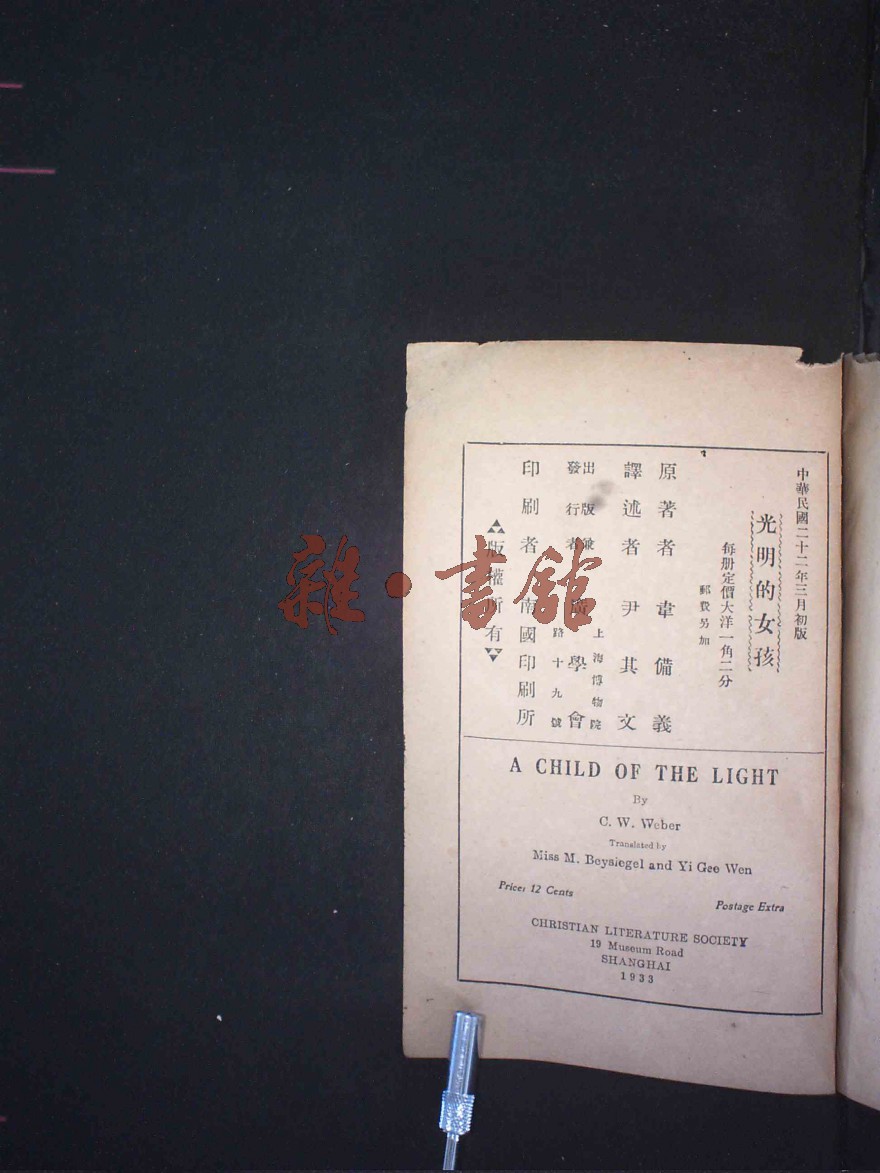 中華民國二十二年三月初版
光明的女孩
每册定價大洋一角二分
郵費另加
原著者 韋備義
譯述者 尹其文
出版兼
發行者
上海博物院
廣學會
路十九號
印刷者 南國印刷所
版權所有
A CHILD OF THE LIGHT
By
C. W. Weber
Translated by
Miss M. Beysiegel and Yi Gee Wen
Price: 12 Cents
Postage Extra
CHRISTIAN LITERATURE SOCIETY
19 Museum Road
SHANGHAI
1933
雜·書館